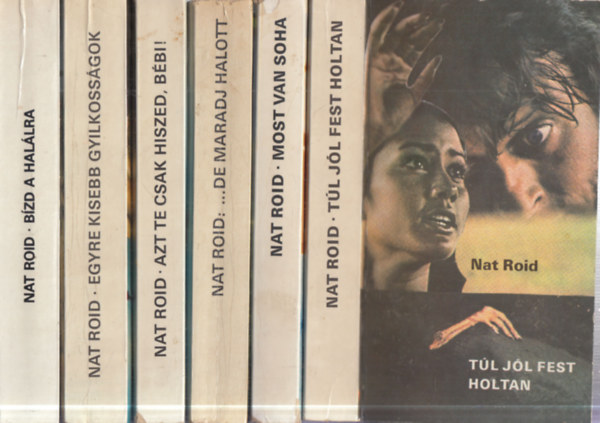 NAT ROID · BÍZD A HALÁLRA
NAT ROID · EGYRE KISEBB GYILKOSSÁGOK
NAT ROID · AZT TE CSAK HISZED, BÉBI!
NAT ROID: ...DE MARADJ HALOTT
NAT ROID · MOST VAN SOHA
NAT ROID · TÚL JÓL FEST HOLTAN
Nat Roid
TÚL JÓL FEST
HOLTAN